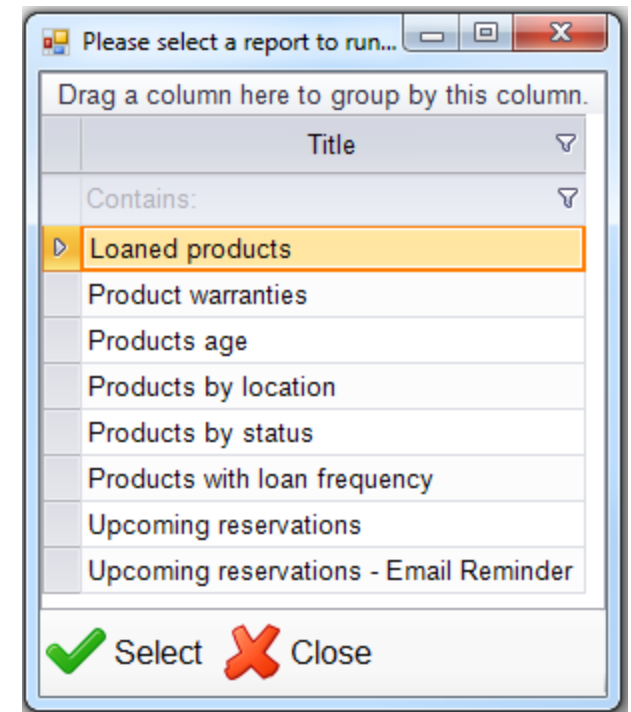 Please select a report to run...
Drag a column here to group by this column.
Title
Contains:
Loaned products
Product warranties
Products age
Products by location
Products by status
Products with loan frequency
Upcoming reservations
Upcoming reservations - Email Reminder
Select Close